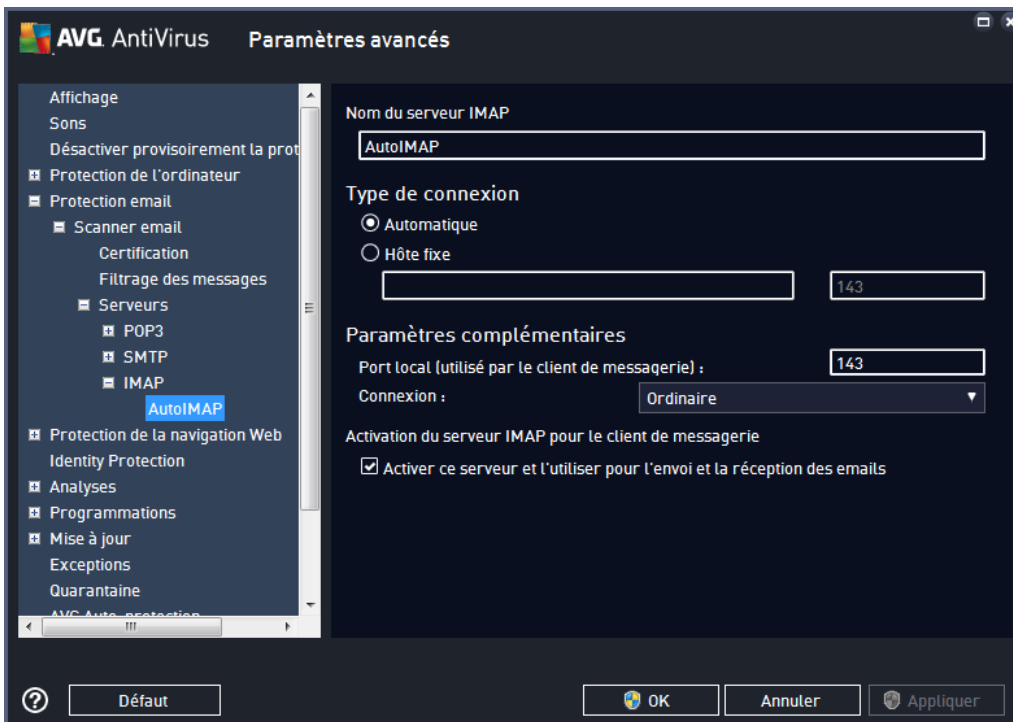 AVG AntiVirus Paramètres avancés
Affichage
Sons
Désactiver provisoirement la prot
Protection de l'ordinateur
Protection email
Scanner email
Certification
Filtrage des messages
Serveurs
POP3
SMTP
IMAP
AutoIMAP
Protection de la navigation Web
Identity Protection
Analyses
Programmations
Mise à jour
Exceptions
Quarantaine
AVG Auto-protection
Nom du serveur IMAP
AutoIMAP
Type de connexion
Automatique
Hôte fixe
143
Paramètres complémentaires
Port local (utilisé par le client de messagerie) : 143
Connexion : Ordinaire
Activation du serveur IMAP pour le client de messagerie
Activer ce serveur et l'utiliser pour l'envoi et la réception des emails
? Défaut OK Annuler Appliquer